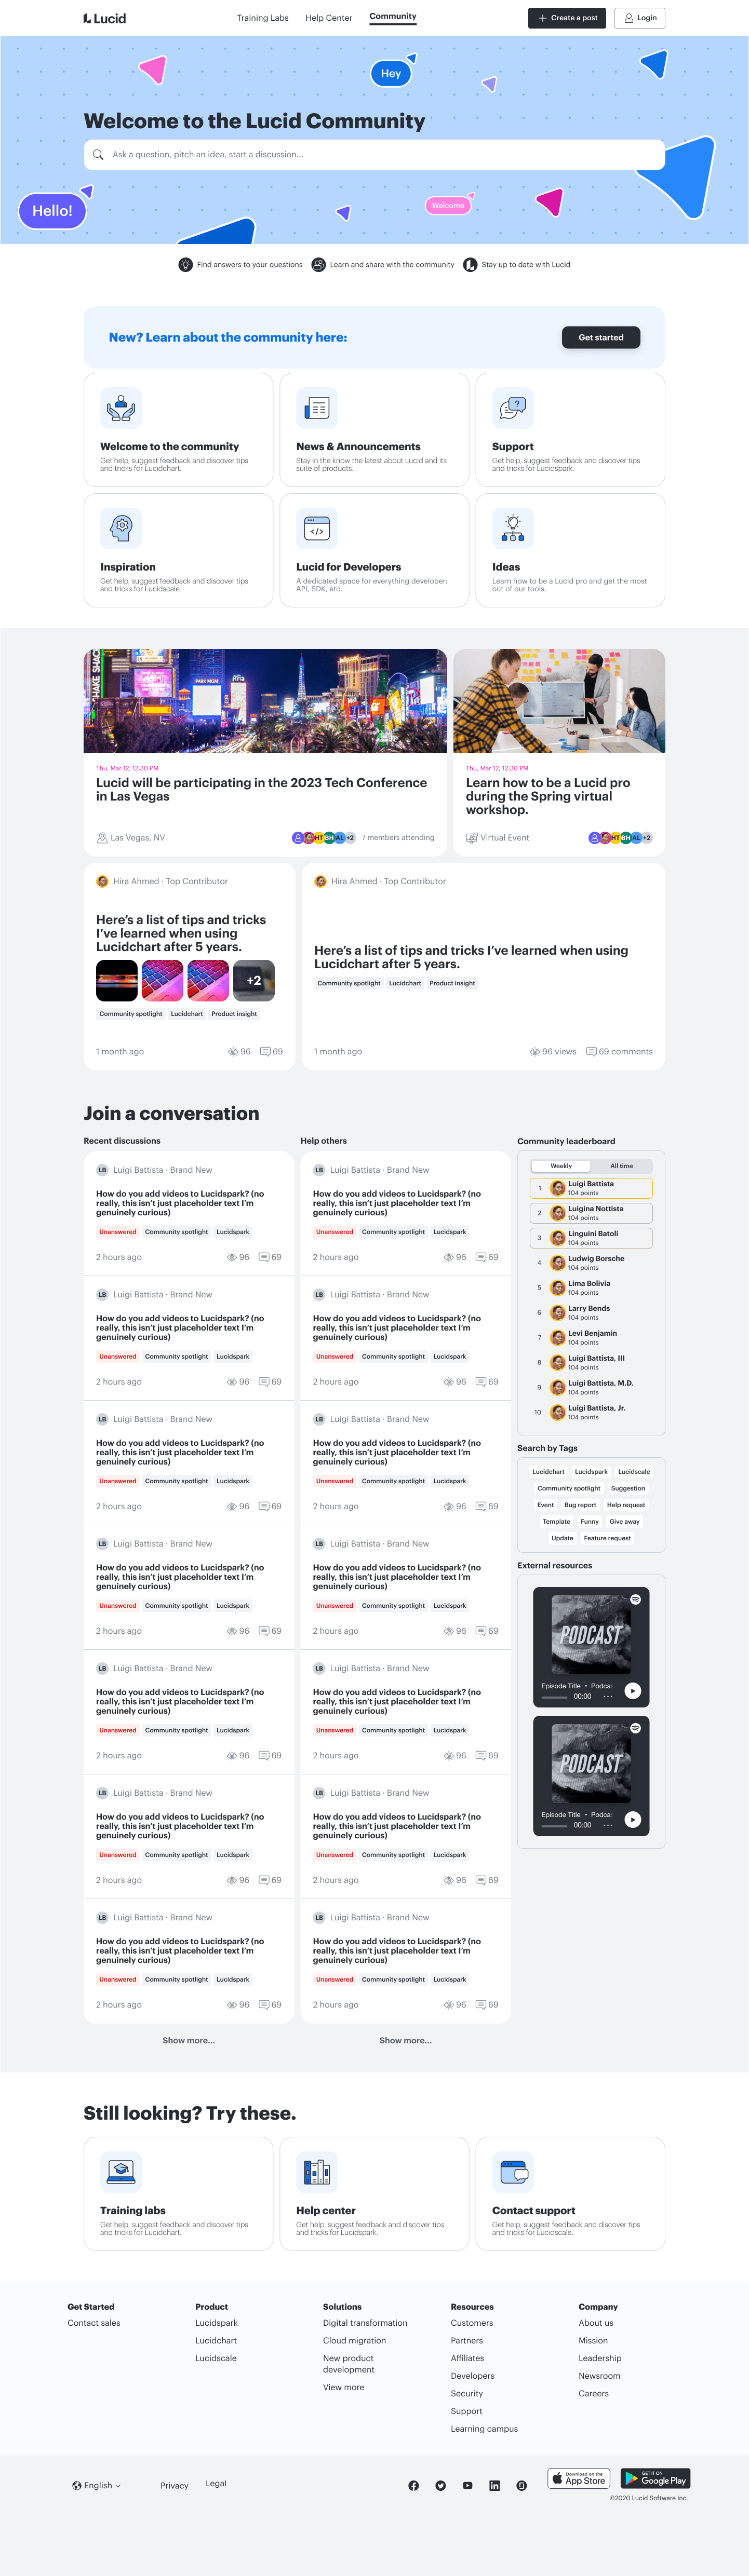 Lucid
Training Labs
Help Center
Community
Create a post
Login
Hey
Welcome to the Lucid Community
Ask a question, pitch an idea, start a discussion...
Hello!
Welcome
Find answers to your questions
Learn and share with the community
Stay up to date with Lucid
New? Learn about the community here:
Get started
Welcome to the community
Get help, suggest feedback and discover tips
and tricks for Lucidchart.
News & Announcements
Stay in the know the latest about Lucid and its
suite of products.
Support
Get help, suggest feedback and discover tips
and tricks for Lucidspark.
Inspiration
Get help, suggest feedback and discover tips
and tricks for Lucidscale.
Lucid for Developers
A dedicated space for everything developer:
API, SDK, etc.
Ideas
Learn how to be a Lucid pro and get the most
out of our tools.
Thu, Mar 12, 12:30 PM
Lucid will be participating in the 2023 Tech Conference
in Las Vegas
Las Vegas, NV
HT BH AL +2
7 members attending
Thu, Mar 12, 12:30 PM
Learn how to be a Lucid pro
during the Spring virtual
workshop.
Virtual Event
HT BH AL +2
Hira Ahmed · Top Contributor
Here's a list of tips and tricks
I've learned when using
Lucidchart after 5 years.
+2
Community spotlight Lucidchart Product insight
1 month ago 96 69
Hira Ahmed · Top Contributor
Here's a list of tips and tricks I've learned when using
Lucidchart after 5 years.
Community spotlight Lucidchart Product insight
1 month ago 96 views 69 comments
Join a conversation
Recent discussions
LB Luigi Battista · Brand New
How do you add videos to Lucidspark? (no
really, this isn't just placeholder text I'm
genuinely curious)
Unanswered Community spotlight Lucidspark
2 hours ago 96 69
LB Luigi Battista · Brand New
How do you add videos to Lucidspark? (no
really, this isn't just placeholder text I'm
genuinely curious)
Unanswered Community spotlight Lucidspark
2 hours ago 96 69
LB Luigi Battista · Brand New
How do you add videos to Lucidspark? (no
really, this isn't just placeholder text I'm
genuinely curious)
Unanswered Community spotlight Lucidspark
2 hours ago 96 69
LB Luigi Battista · Brand New
How do you add videos to Lucidspark? (no
really, this isn't just placeholder text I'm
genuinely curious)
Unanswered Community spotlight Lucidspark
2 hours ago 96 69
LB Luigi Battista · Brand New
How do you add videos to Lucidspark? (no
really, this isn't just placeholder text I'm
genuinely curious)
Unanswered Community spotlight Lucidspark
2 hours ago 96 69
LB Luigi Battista · Brand New
How do you add videos to Lucidspark? (no
really, this isn't just placeholder text I'm
genuinely curious)
Unanswered Community spotlight Lucidspark
2 hours ago 96 69
LB Luigi Battista · Brand New
How do you add videos to Lucidspark? (no
really, this isn't just placeholder text I'm
genuinely curious)
Unanswered Community spotlight Lucidspark
2 hours ago 96 69
Show more...
Help others
LB Luigi Battista · Brand New
How do you add videos to Lucidspark? (no
really, this isn't just placeholder text I'm
genuinely curious)
Unanswered Community spotlight Lucidspark
2 hours ago 96 69
LB Luigi Battista · Brand New
How do you add videos to Lucidspark? (no
really, this isn't just placeholder text I'm
genuinely curious)
Unanswered Community spotlight Lucidspark
2 hours ago 96 69
LB Luigi Battista · Brand New
How do you add videos to Lucidspark? (no
really, this isn't just placeholder text I'm
genuinely curious)
Unanswered Community spotlight Lucidspark
2 hours ago 96 69
LB Luigi Battista · Brand New
How do you add videos to Lucidspark? (no
really, this isn't just placeholder text I'm
genuinely curious)
Unanswered Community spotlight Lucidspark
2 hours ago 96 69
LB Luigi Battista · Brand New
How do you add videos to Lucidspark? (no
really, this isn't just placeholder text I'm
genuinely curious)
Unanswered Community spotlight Lucidspark
2 hours ago 96 69
LB Luigi Battista · Brand New
How do you add videos to Lucidspark? (no
really, this isn't just placeholder text I'm
genuinely curious)
Unanswered Community spotlight Lucidspark
2 hours ago 96 69
LB Luigi Battista · Brand New
How do you add videos to Lucidspark? (no
really, this isn't just placeholder text I'm
genuinely curious)
Unanswered Community spotlight Lucidspark
2 hours ago 96 69
Show more...
Community leaderboard
Weekly All time
1 Luigi Battista
104 points
2 Luigina Nottista
104 points
3 Linguini Batoli
104 points
4 Ludwig Borsche
104 points
5 Lima Bolivia
104 points
6 Larry Bends
104 points
7 Levi Benjamin
104 points
8 Luigi Battista, III
104 points
9 Luigi Battista, M.D.
104 points
10 Luigi Battista, Jr.
104 points
Search by Tags
Lucidchart Lucidspark Lucidscale
Community spotlight Suggestion
Event Bug report Help request
Template Funny Give away
Update Feature request
External resources
PODCAST
Episode Title • Podca
00:00
PODCAST
Episode Title • Podca
00:00
Still looking? Try these.
Training labs
Get help, suggest feedback and discover tips
and tricks for Lucidchart.
Help center
Get help, suggest feedback and discover tips
and tricks for Lucidspark.
Contact support
Get help, suggest feedback and discover tips
and tricks for Lucidscale.
Get Started
Contact sales
Product
Lucidspark
Lucidchart
Lucidscale
Solutions
Digital transformation
Cloud migration
New product
development
View more
Resources
Customers
Partners
Affiliates
Developers
Security
Support
Learning campus
Company
About us
Mission
Leadership
Newsroom
Careers
English
Privacy
Legal
Download on the
App Store
GET IT ON
Google Play
©2020 Lucid Software Inc.